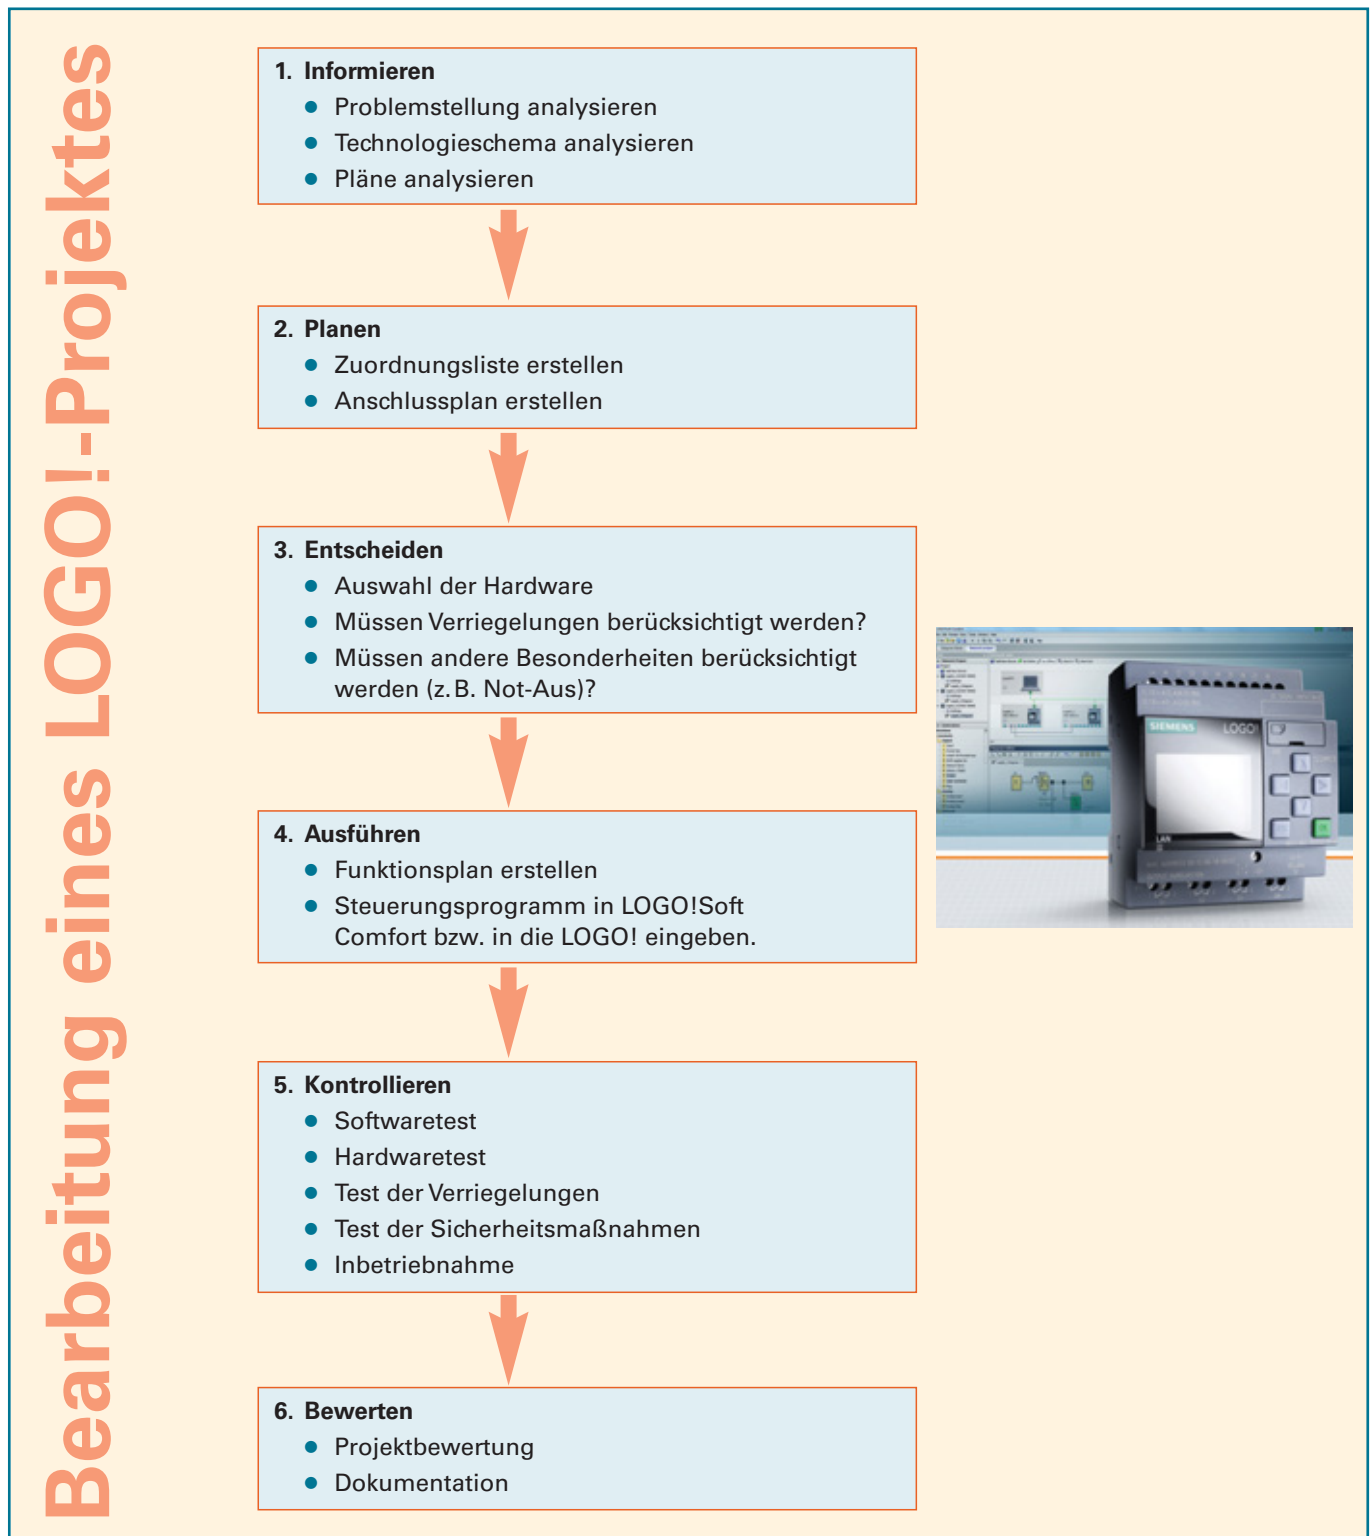 Bearbeitung eines LOGO!-Projektes
1. Informieren
● Problemstellung analysieren
● Technologieschema analysieren
● Pläne analysieren
2. Planen
● Zuordnungsliste erstellen
● Anschlussplan erstellen
3. Entscheiden
● Auswahl der Hardware
● Müssen Verriegelungen berücksichtigt werden?
● Müssen andere Besonderheiten berücksichtigt
werden (z. B. Not-Aus)?
SIEMENS LOGO!
LAN
4. Ausführen
● Funktionsplan erstellen
● Steuerungsprogramm in LOGO!Soft
Comfort bzw. in die LOGO! eingeben.
5. Kontrollieren
● Softwaretest
● Hardwaretest
● Test der Verriegelungen
● Test der Sicherheitsmaßnahmen
● Inbetriebnahme
6. Bewerten
● Projektbewertung
● Dokumentation